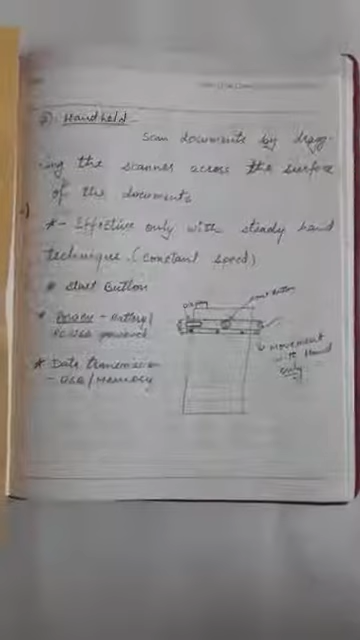 Handheld
Scan documents by dragg-
ing the scanner across the surface
of the documents
*- Effective only with steady hand
technique. (constant speed)
* Start Button
* Power - Battery/
PC/USB powered
* Data transmission
- USB/Memory
↓ movement
with Hand
only